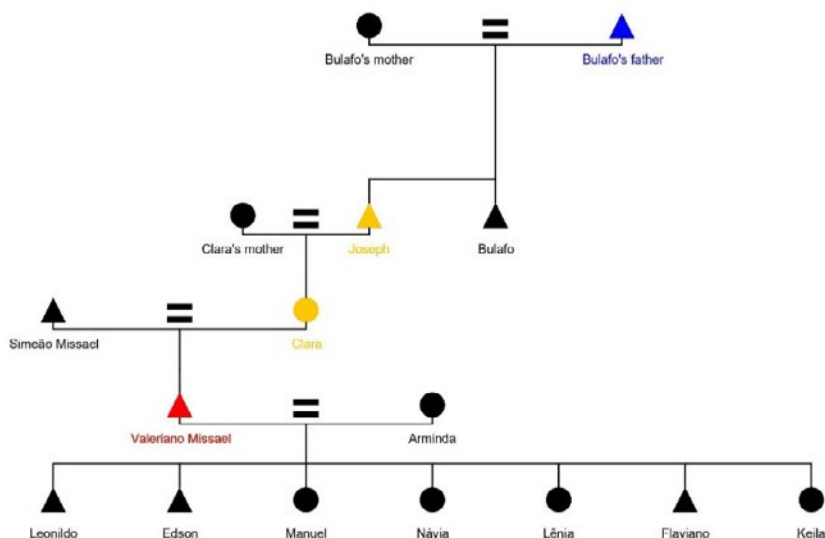 Bulafo's mother
Bulafo's father
Clara's mother
Joseph
Bulafo
Simeão Missael
Clara
Valeriano Missael
Arminda
Leonildo
Edson
Manuel
Návia
Lênia
Flaviano
Keila